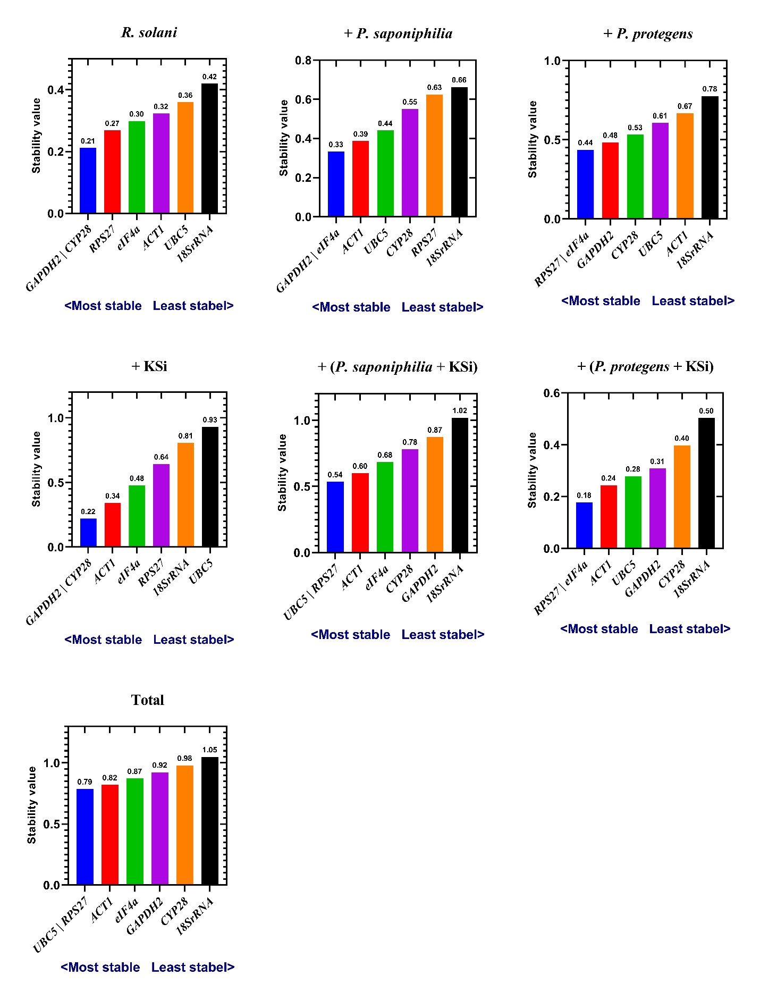 R. solani
Stability value
0.4
0.2
0.0
0.21
0.27
0.30
0.32
0.36
0.42
GAPDH2 | CYP28
RPS27
eIF4a
ACT1
UBC5
18SrRNA
<Most stable Least stabel>
+ P. saponiphilia
Stability value
0.8
0.6
0.4
0.2
0.0
0.33
0.39
0.44
0.55
0.63
0.66
GAPDH2 | eIF4a
ACT1
UBC5
CYP28
RPS27
18SrRNA
<Most stable Least stabel>
+ P. protegens
Stability value
1.0
0.5
0.0
0.44
0.48
0.53
0.61
0.67
0.78
RPS27 | eIF4a
GAPDH2
CYP28
UBC5
ACT1
18SrRNA
<Most stable Least stabel>
+ KSi
Stability value
1.0
0.5
0.0
0.22
0.34
0.48
0.64
0.81
0.93
GAPDH2 | CYP28
ACT1
eIF4a
RPS27
18SrRNA
UBC5
<Most stable Least stabel>
+ (P. saponiphilia + KSi)
Stability value
1.0
0.5
0.0
0.54
0.60
0.68
0.78
0.87
1.02
UBC5 | RPS27
ACT1
eIF4a
CYP28
GAPDH2
18SrRNA
<Most stable Least stabel>
+ (P. protegens + KSi)
Stability value
0.6
0.4
0.2
0.0
0.18
0.24
0.28
0.31
0.40
0.50
RPS27 | eIF4a
ACT1
UBC5
GAPDH2
CYP28
18SrRNA
<Most stable Least stabel>
Total
Stability value
1.0
0.5
0.0
0.79
0.82
0.87
0.92
0.98
1.05
UBC5 | RPS27
ACT1
eIF4a
GAPDH2
CYP28
18SrRNA
<Most stable Least stabel>